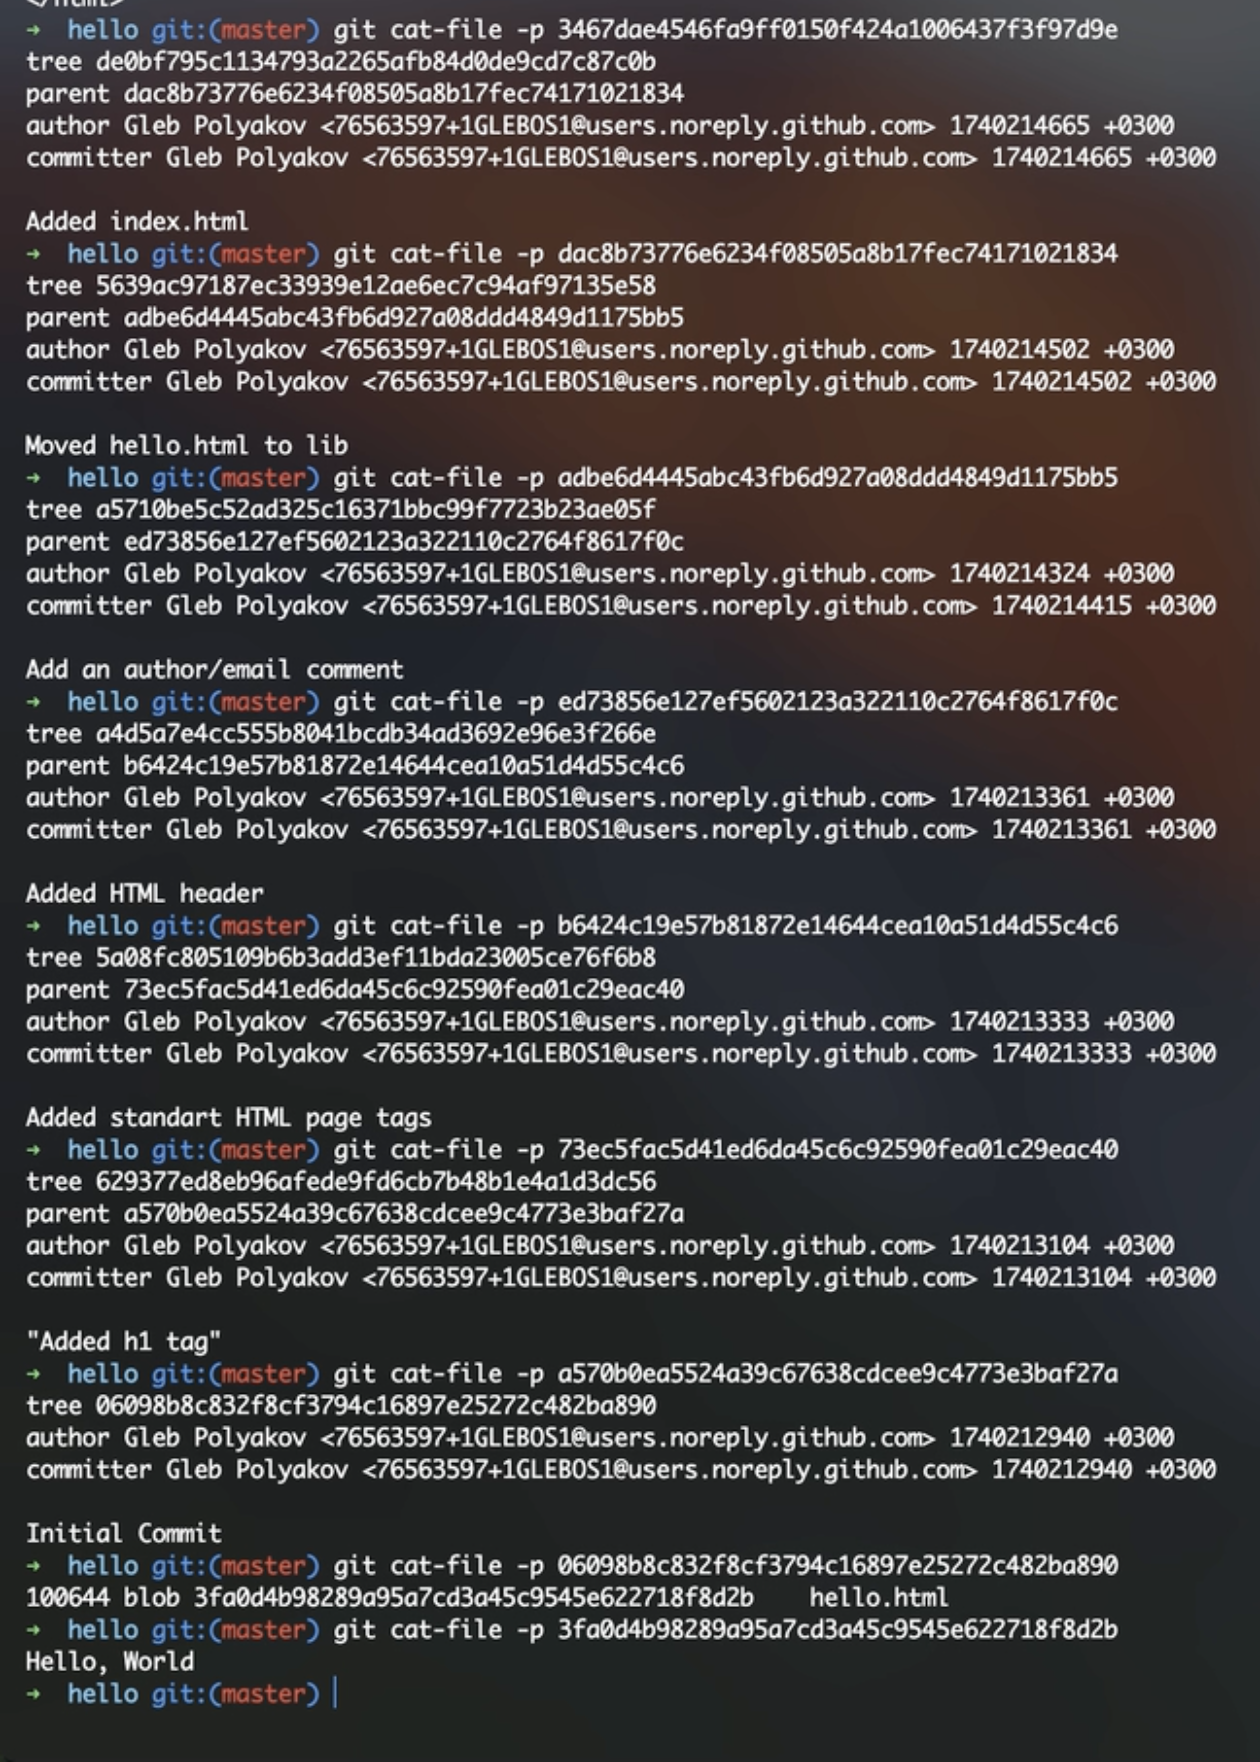 </html>
→ hello git:(master) git cat-file -p 3467dae4546fa9ff0150f424a1006437f3f97d9e
tree de0bf795c1134793a2265afb84d0de9cd7c87c0b
parent dac8b73776e6234f08505a8b17fec74171021834
author Gleb Polyakov <76563597+1GLEBOS1@users.noreply.github.com> 1740214665 +0300
committer Gleb Polyakov <76563597+1GLEBOS1@users.noreply.github.com> 1740214665 +0300
Added index.html
→ hello git:(master) git cat-file -p dac8b73776e6234f08505a8b17fec74171021834
tree 5639ac97187ec33939e12ae6ec7c94af97135e58
parent adbe6d4445abc43fb6d927a08ddd4849d1175bb5
author Gleb Polyakov <76563597+1GLEBOS1@users.noreply.github.com> 1740214502 +0300
committer Gleb Polyakov <76563597+1GLEBOS1@users.noreply.github.com> 1740214502 +0300
Moved hello.html to lib
→ hello git:(master) git cat-file -p adbe6d4445abc43fb6d927a08ddd4849d1175bb5
tree a5710be5c52ad325c16371bbc99f7723b23ae05f
parent ed73856e127ef5602123a322110c2764f8617f0c
author Gleb Polyakov <76563597+1GLEBOS1@users.noreply.github.com> 1740214324 +0300
committer Gleb Polyakov <76563597+1GLEBOS1@users.noreply.github.com> 1740214415 +0300
Add an author/email comment
→ hello git:(master) git cat-file -p ed73856e127ef5602123a322110c2764f8617f0c
tree a4d5a7e4cc555b8041bcdb34ad3692e96e3f266e
parent b6424c19e57b81872e14644cea10a51d4d55c4c6
author Gleb Polyakov <76563597+1GLEBOS1@users.noreply.github.com> 1740213361 +0300
committer Gleb Polyakov <76563597+1GLEBOS1@users.noreply.github.com> 1740213361 +0300
Added HTML header
→ hello git:(master) git cat-file -p b6424c19e57b81872e14644cea10a51d4d55c4c6
tree 5a08fc805109b6b3add3ef11bda23005ce76f6b8
parent 73ec5fac5d41ed6da45c6c92590fea01c29eac40
author Gleb Polyakov <76563597+1GLEBOS1@users.noreply.github.com> 1740213333 +0300
committer Gleb Polyakov <76563597+1GLEBOS1@users.noreply.github.com> 1740213333 +0300
Added standart HTML page tags
→ hello git:(master) git cat-file -p 73ec5fac5d41ed6da45c6c92590fea01c29eac40
tree 629377ed8eb96afede9fd6cb7b48b1e4a1d3dc56
parent a570b0ea5524a39c67638cdcee9c4773e3baf27a
author Gleb Polyakov <76563597+1GLEBOS1@users.noreply.github.com> 1740213104 +0300
committer Gleb Polyakov <76563597+1GLEBOS1@users.noreply.github.com> 1740213104 +0300
"Added h1 tag"
→ hello git:(master) git cat-file -p a570b0ea5524a39c67638cdcee9c4773e3baf27a
tree 06098b8c832f8cf3794c16897e25272c482ba890
author Gleb Polyakov <76563597+1GLEBOS1@users.noreply.github.com> 1740212940 +0300
committer Gleb Polyakov <76563597+1GLEBOS1@users.noreply.github.com> 1740212940 +0300
Initial Commit
→ hello git:(master) git cat-file -p 06098b8c832f8cf3794c16897e25272c482ba890
100644 blob 3fa0d4b98289a95a7cd3a45c9545e622718f8d2b    hello.html
→ hello git:(master) git cat-file -p 3fa0d4b98289a95a7cd3a45c9545e622718f8d2b
Hello, World
→ hello git:(master)